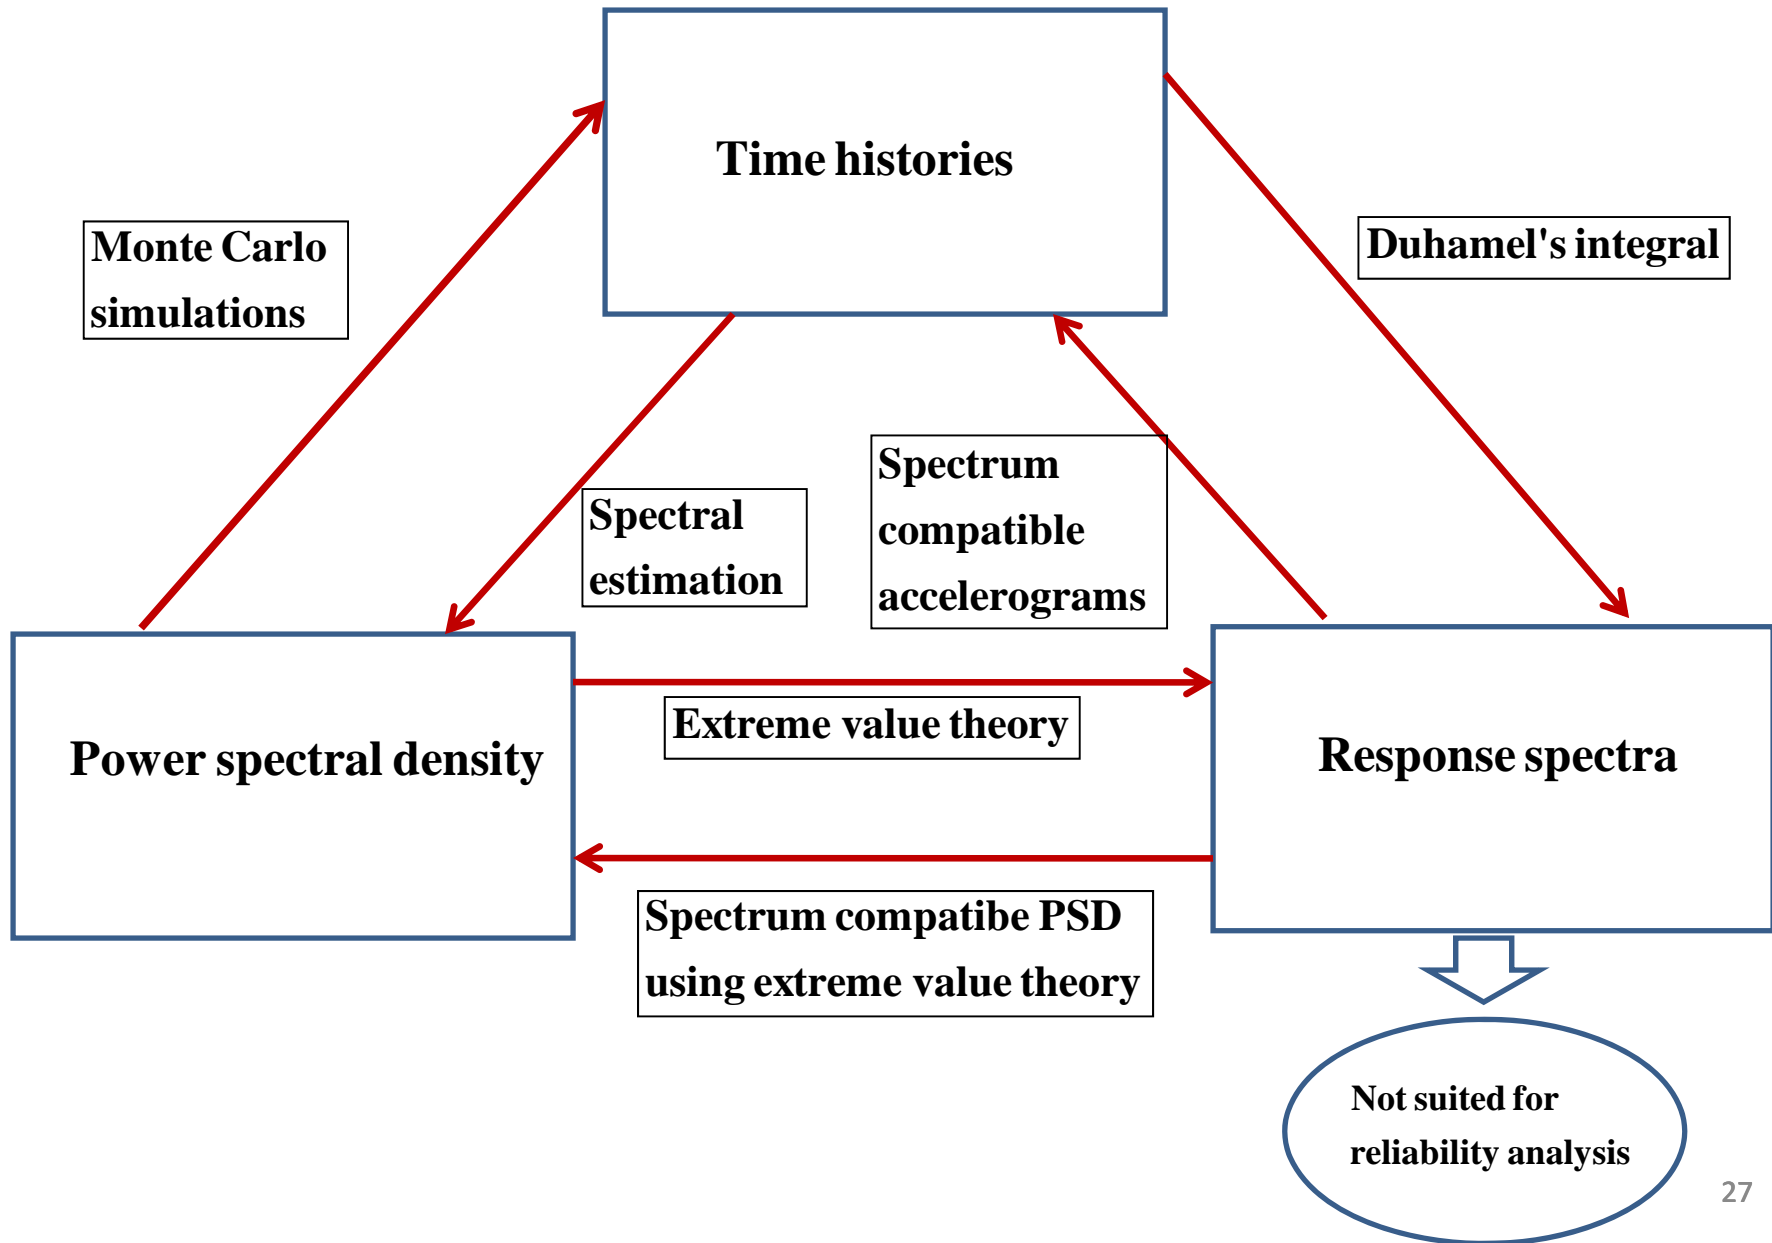 Time histories
Monte Carlo
simulations
Duhamel's integral
Spectral
estimation
Spectrum
compatible
accelerograms
Power spectral density
Extreme value theory
Response spectra
Spectrum compatibe PSD
using extreme value theory
Not suited for
reliability analysis
27